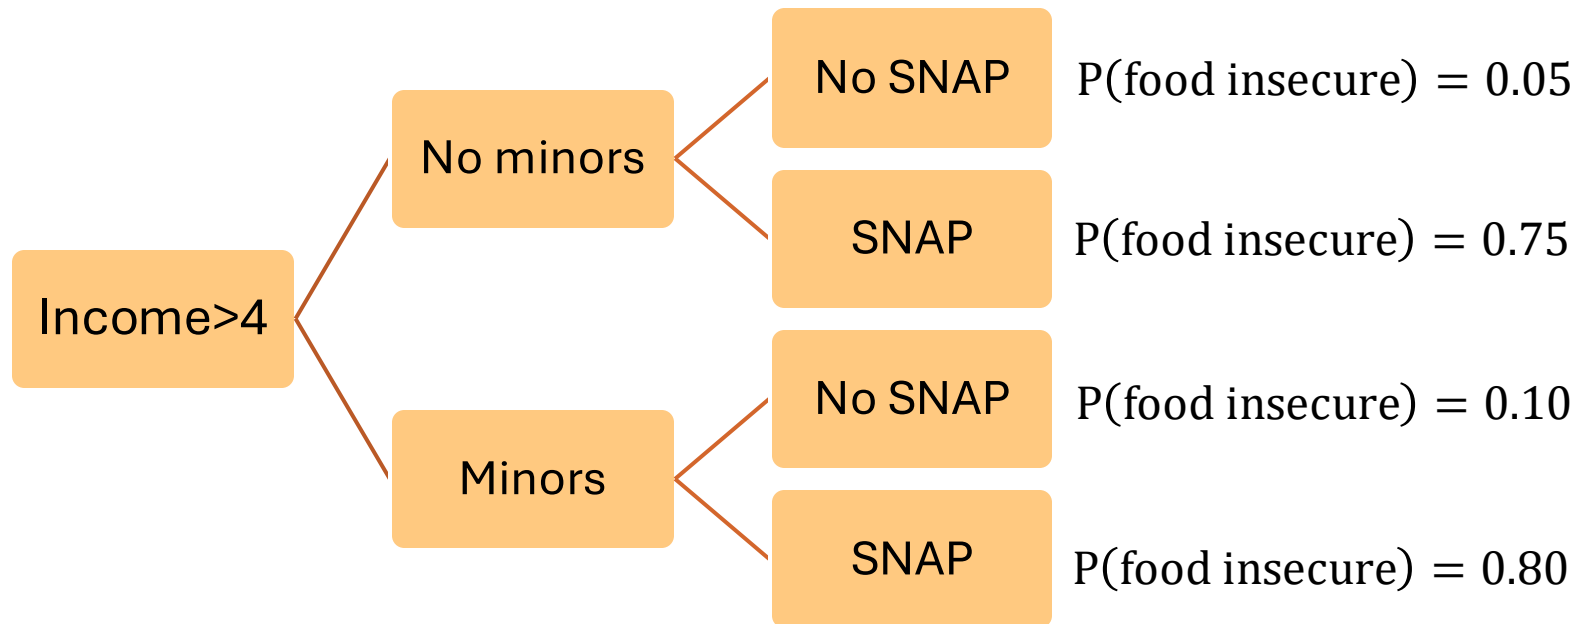 No SNAP P(food insecure) = 0.05
No minors
SNAP P(food insecure) = 0.75
Income>4
No SNAP P(food insecure) = 0.10
Minors
SNAP P(food insecure) = 0.80